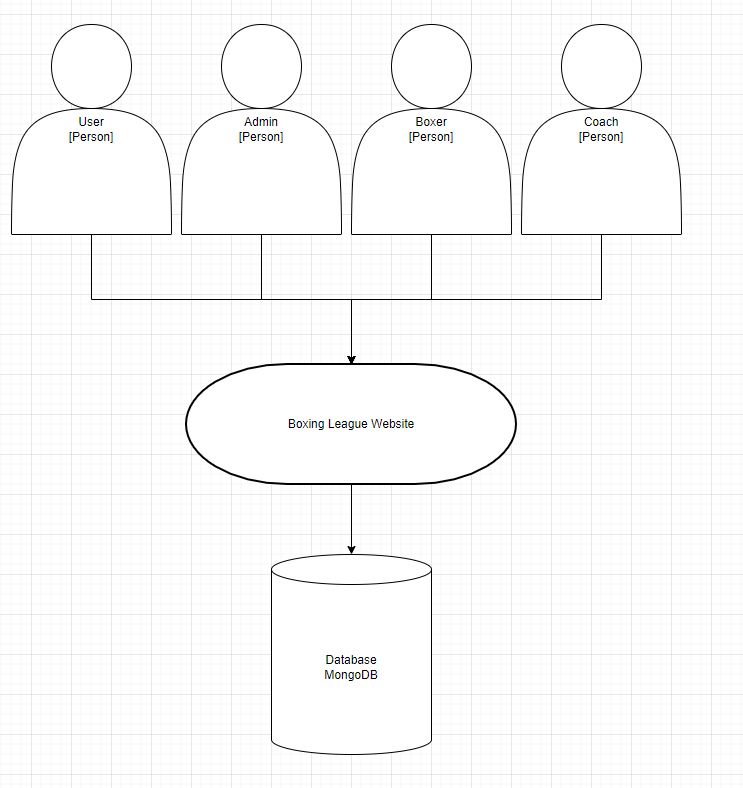 User
[Person]
Admin
[Person]
Boxer
[Person]
Coach
[Person]
Boxing League Website
Database
MongoDB